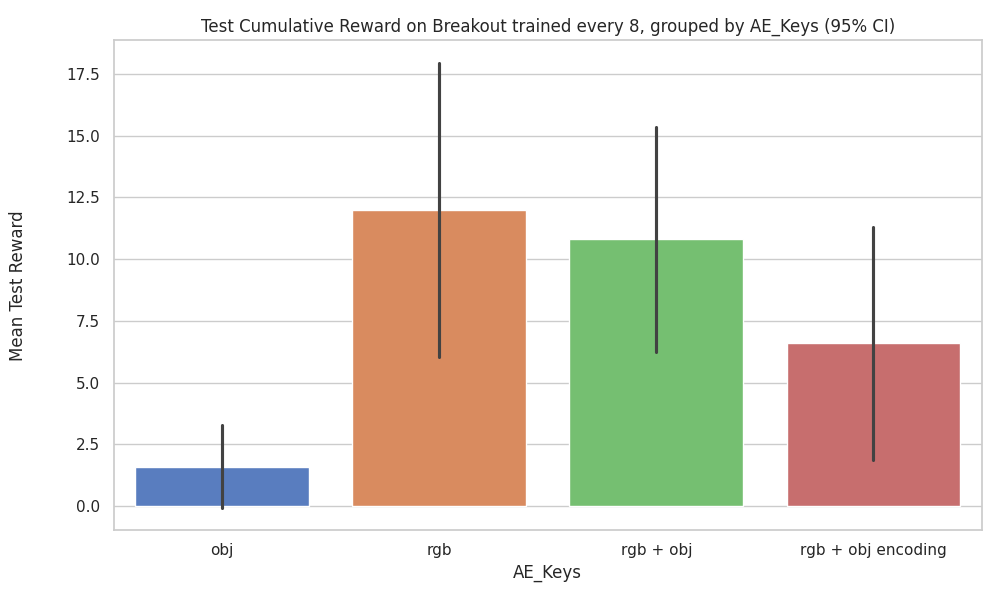 Test Cumulative Reward on Breakout trained every 8, grouped by AE_Keys (95% CI)
Mean Test Reward
17.5
15.0
12.5
10.0
7.5
5.0
2.5
0.0
obj
rgb
rgb + obj
rgb + obj encoding
AE_Keys